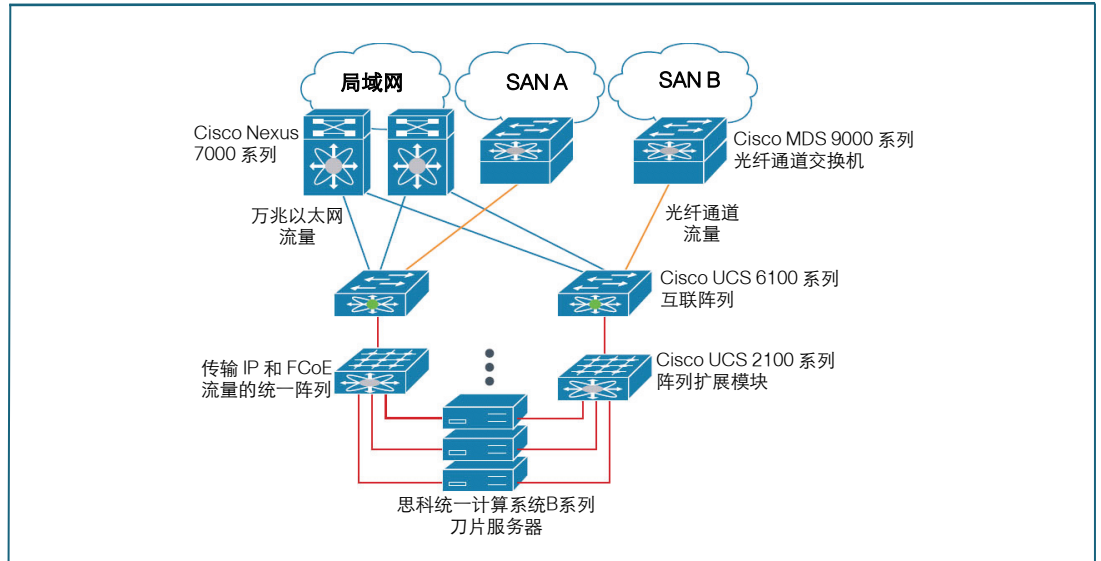 局域网
SAN A
SAN B
Cisco Nexus
7000 系列
Cisco MDS 9000 系列
光纤通道交换机
万兆以太网
流量
光纤通道
流量
Cisco UCS 6100 系列
互联阵列
传输 IP 和 FCoE
流量的统一阵列
Cisco UCS 2100 系列
阵列扩展模块
思科统一计算系统B系列
刀片服务器